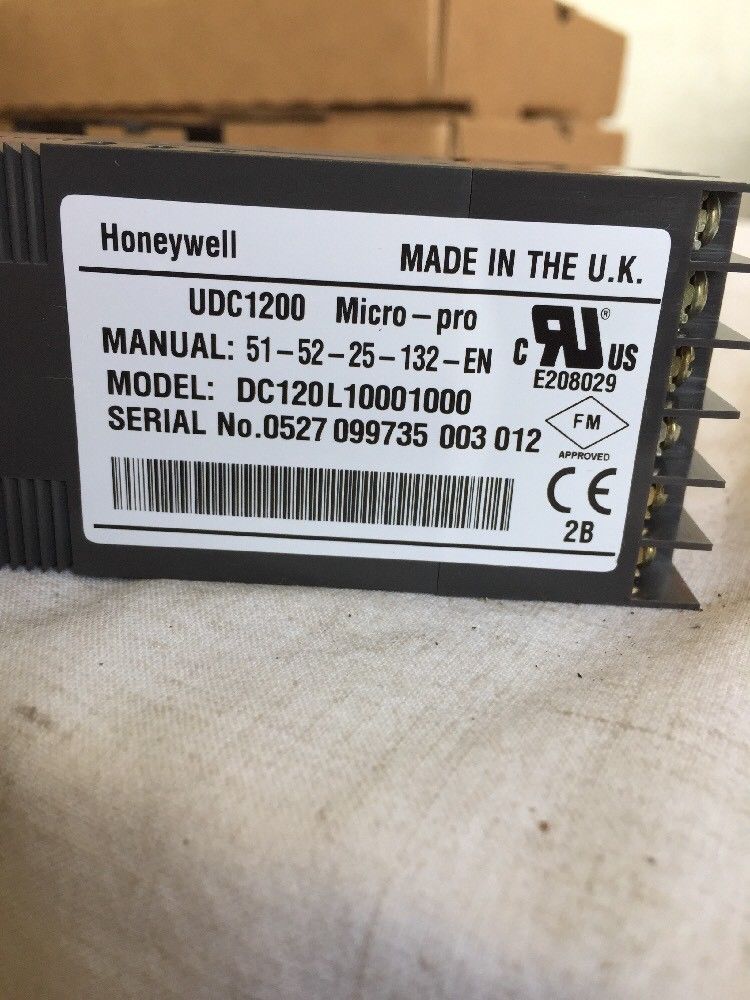 Honeywell
MADE IN THE U.K.
UDC1200 Micro-pro
MANUAL: 51-52-25-132-EN
MODEL: DC120L10001000
SERIAL No.0527 099735 003 012
C RU US ®
E208029
FM
APPROVED
CE
2B